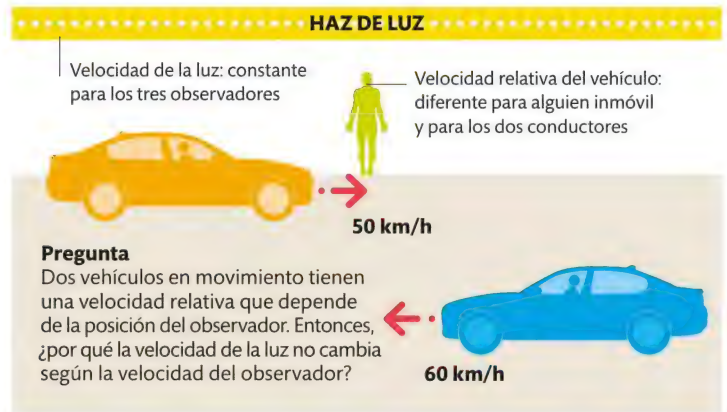 HAZ DE LUZ
Velocidad de la luz: constante
para los tres observadores
Velocidad relativa del vehículo:
diferente para alguien inmóvil
y para los dos conductores
50 km/h
Pregunta
Dos vehículos en movimiento tienen
una velocidad relativa que depende
de la posición del observador. Entonces,
¿por qué la velocidad de la luz no cambia
según la velocidad del observador?
60 km/h